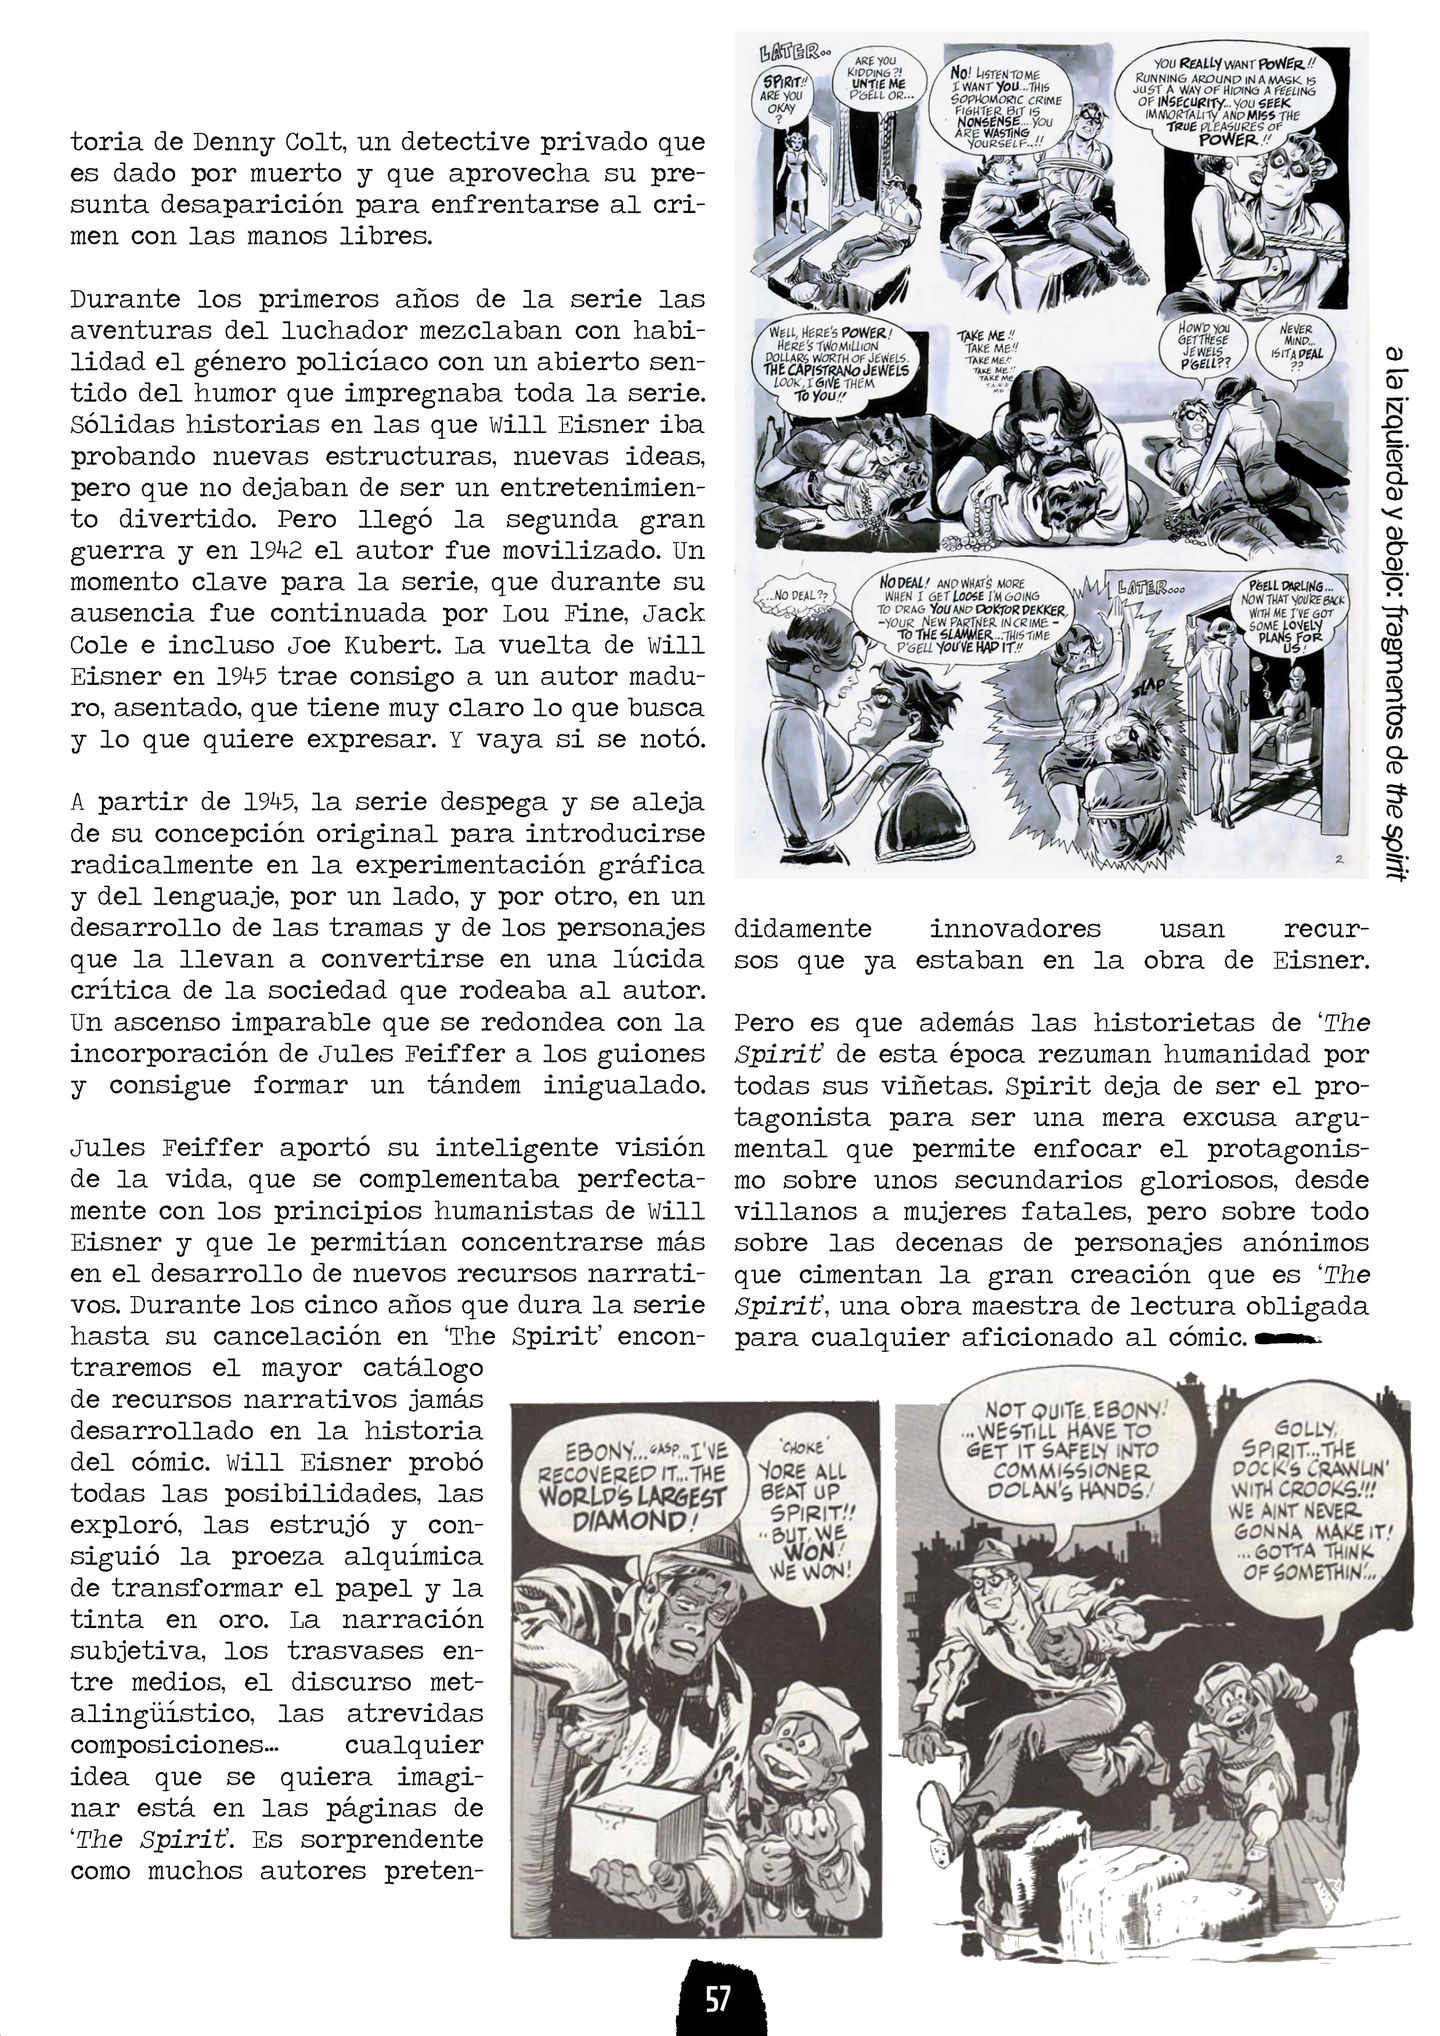 toria de Denny Colt, un detective privado que
es dado por muerto y que aprovecha su pre-
sunta desaparición para enfrentarse al cri-
men con las manos libres.
Durante los primeros años de la serie las
aventuras del luchador mezclaban con habi-
lidad el género policíaco con un abierto sen-
tido del humor que impregnaba toda la serie.
Sólidas historias en las que Will Eisner iba
probando nuevas estructuras, nuevas ideas,
pero que no dejaban de ser un entretenimien-
to divertido. Pero llegó la segunda gran
guerra y en 1942 el autor fue movilizado. Un
momento clave para la serie, que durante su
ausencia fue continuada por Lou Fine, Jack
Cole e incluso Joe Kubert. La vuelta de Will
Eisner en 1945 trae consigo a un autor madu-
ro, asentado, que tiene muy claro lo que busca
y lo que quiere expresar. Y vaya si se notó.
A partir de 1945, la serie despega y se aleja
de su concepción original para introducirse
radicalmente en la experimentación gráfica
y del lenguaje, por un lado, y por otro, en un
desarrollo de las tramas y de los personajes
que la llevan a convertirse en una lúcida
crítica de la sociedad que rodeaba al autor.
Un ascenso imparable que se redondea con la
incorporación de Jules Feiffer a los guiones
y consigue formar un tándem inigualado.
Jules Feiffer aportó su inteligente visión
de la vida, que se complementaba perfecta-
mente con los principios humanistas de Will
Eisner y que le permitían concentrarse más
en el desarrollo de nuevos recursos narrati-
vos. Durante los cinco años que dura la serie
hasta su cancelación en ‘The Spirit’ encon-
traremos el mayor catálogo
de recursos narrativos jamás
desarrollado en la historia
del cómic. Will Eisner probó
todas las posibilidades, las
exploró, las estrujó y con-
siguió la proeza alquímica
de transformar el papel y la
tinta en oro. La narración
subjetiva, los trasvases en-
tre medios, el discurso met-
alingüístico, las atrevidas
composiciones... cualquier
idea que se quiera imagi-
nar está en las páginas de
‘The Spirit’. Es sorprendente
como muchos autores preten-
LATER..
SPIRIT!!
ARE YOU
OKAY
?
ARE YOU
KIDDING?!
UNTIE ME
P'GELL OR...
NO! LISTEN TO ME
I WANT YOU...THIS
SOPHOMORIC CRIME
FIGHTER BIT IS
NONSENSE....YOU
ARE WASTING
YOURSELF..!!
YOU REALLY WANT POWER!!
RUNNING AROUND IN A MASK IS
JUST A WAY OF HIDING A FEELING
OF INSECURITY...YOU SEEK
IMMORTALITY AND MISS THE
TRUE PLEASURES OF
POWER!!
WELL, HERE'S POWER!
HERE'S TWO MILLION
DOLLARS WORTH OF JEWELS.
THE CAPISTRANO JEWELS
LOOK, I GIVE THEM
TO YOU!!
TAKE ME!!
TAKE ME!!
TAKE ME!!
TAKE ME!!
TAKE ME
HOW'D YOU
GET THESE
JEWELS
P'GELL??
NEVER
MIND...
IS IT A DEAL
??
...NO DEAL??
NO DEAL! AND WHAT'S MORE
WHEN I GET LOOSE I'M GOING
TO DRAG YOU AND DOKTOR DEKKER,
-YOUR NEW PARTNER IN CRIME-
TO THE SLAMMER...THIS TIME
P'GELL YOU'VE HAD IT!!
SLAP
LATER....
P'GELL DARLING...
NOW THAT YOU'RE BACK
WITH ME I'VE GOT
SOME LOVELY
PLANS FOR
US!
2
a la izquierda y abajo: fragmentos de the spirit
didamente innovadores usan recur-
sos que ya estaban en la obra de Eisner.
Pero es que además las historietas de ‘The
Spirit’ de esta época rezuman humanidad por
todas sus viñetas. Spirit deja de ser el pro-
tagonista para ser una mera excusa argu-
mental que permite enfocar el protagonis-
mo sobre unos secundarios gloriosos, desde
villanos a mujeres fatales, pero sobre todo
sobre las decenas de personajes anónimos
que cimentan la gran creación que es ‘The
Spirit’, una obra maestra de lectura obligada
para cualquier aficionado al cómic.
EBONY...GASP...I'VE
RECOVERED IT...THE
WORLD'S LARGEST
DIAMOND!
'CHOKE'
YORE ALL
BEAT UP
SPIRIT!!
..BUT WE
WON!
WE WON!
NOT QUITE, EBONY!
...WE STILL HAVE TO
GET IT SAFELY INTO
COMMISSIONER
DOLAN'S HANDS!
GOLLY,
SPIRIT...THE
DOCK'S CRAWLIN'
WITH CROOKS!!!
WE AINT NEVER
GONNA MAKE IT!
...GOTTA THINK
OF SOMETHIN'...
57